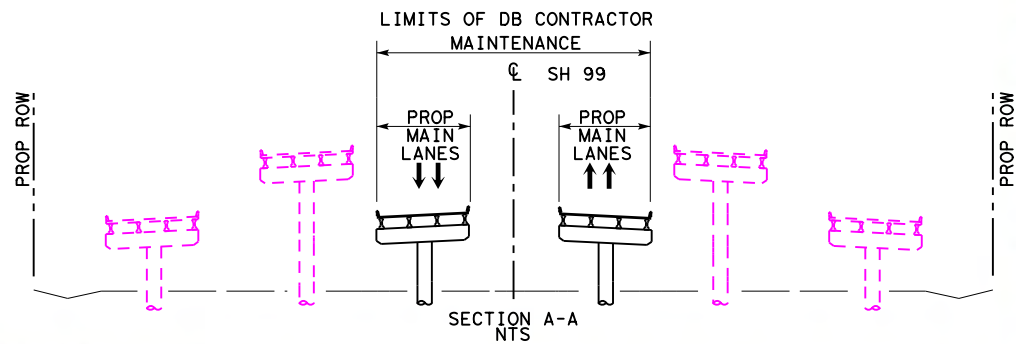 LIMITS OF DB CONTRACTOR
MAINTENANCE
℄ SH 99
PROP ROW
PROP
MAIN
LANES
PROP
MAIN
LANES
PROP ROW
SECTION A-A
NTS